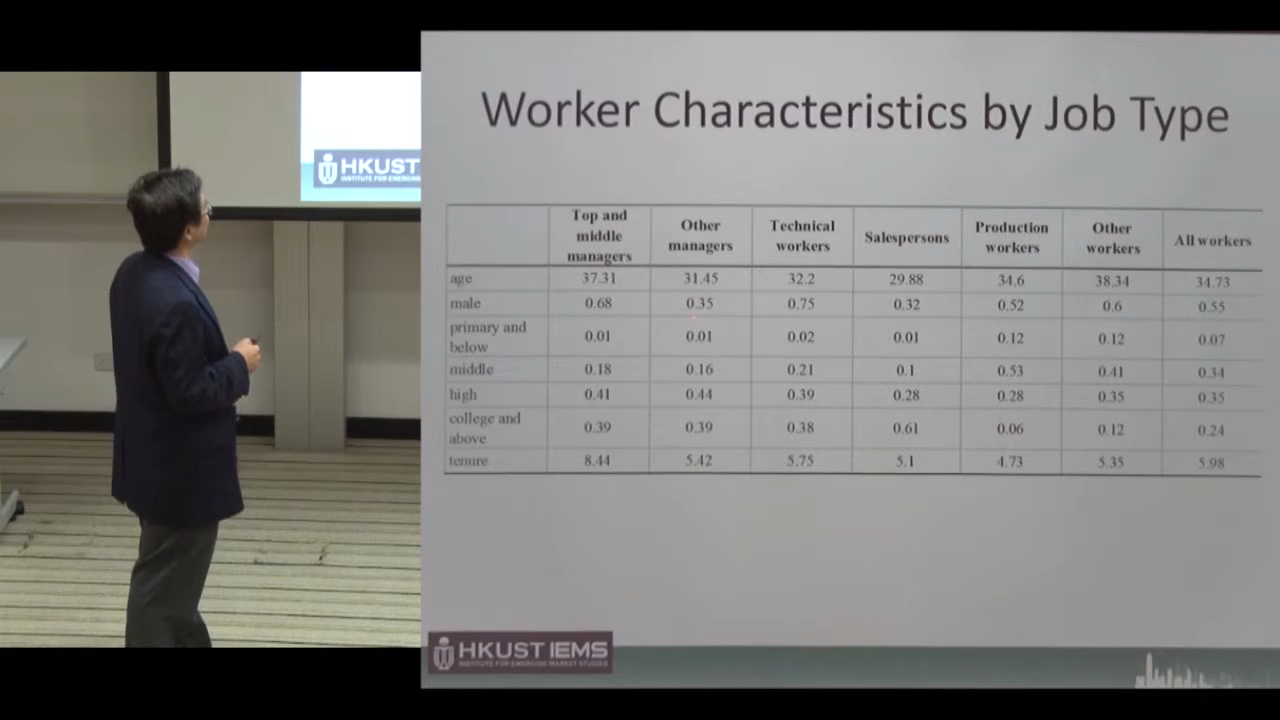 HKUST
INSTITUTE FOR EMERGING
Worker Characteristics by Job Type
Top and middle managers Other managers Technical workers Salespersons Production workers Other workers All workers
age 37.31 31.45 32.2 29.88 34.6 38.34 34.73
male 0.68 0.35 0.75 0.32 0.52 0.6 0.55
primary and below 0.01 0.01 0.02 0.01 0.12 0.12 0.07
middle 0.18 0.16 0.21 0.1 0.53 0.41 0.34
high 0.41 0.44 0.39 0.28 0.28 0.35 0.35
college and above 0.39 0.39 0.38 0.61 0.06 0.12 0.24
tenure 8.44 5.42 5.75 5.1 4.73 5.35 5.98
HKUST IEMS
INSTITUTE FOR EMERGING MARKET STUDIES